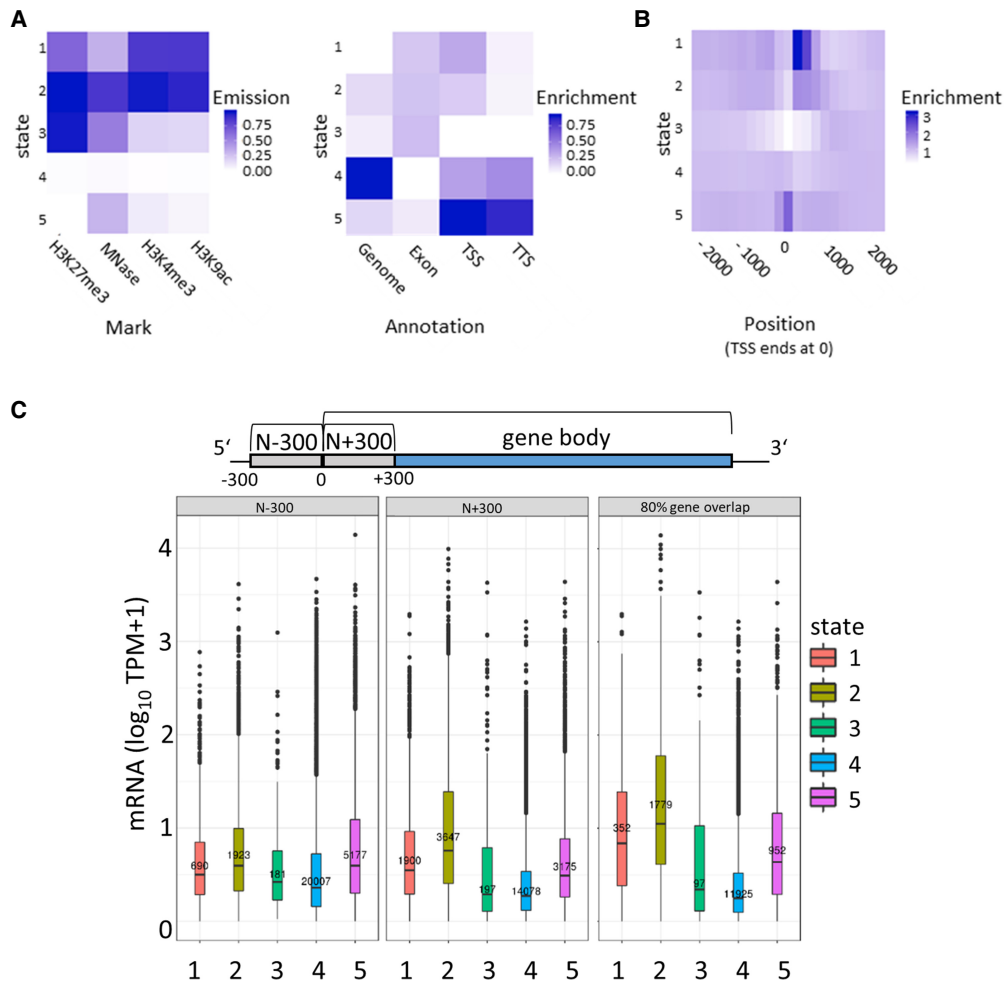 A
B
1
2
3
4
5
state
H3K27me3
MNase
H3K4me3
H3K9ac
Mark
Emission
0.75
0.50
0.25
0.00
1
2
3
4
5
state
Genome
Exon
TSS
TTS
Annotation
Enrichment
0.75
0.50
0.25
0.00
1
2
3
4
5
state
-2000
-1000
0
1000
2000
Position
(TSS ends at 0)
Enrichment
3
2
1
C
5‘
N-300
N+300
gene body
3‘
-300
0
+300
N-300
N+300
80% gene overlap
mRNA (log10 TPM+1)
4
3
2
1
0
690
1923
181
20007
5177
1900
3647
197
14078
3175
352
1779
97
11925
952
1 2 3 4 5
1 2 3 4 5
1 2 3 4 5
state
1
2
3
4
5